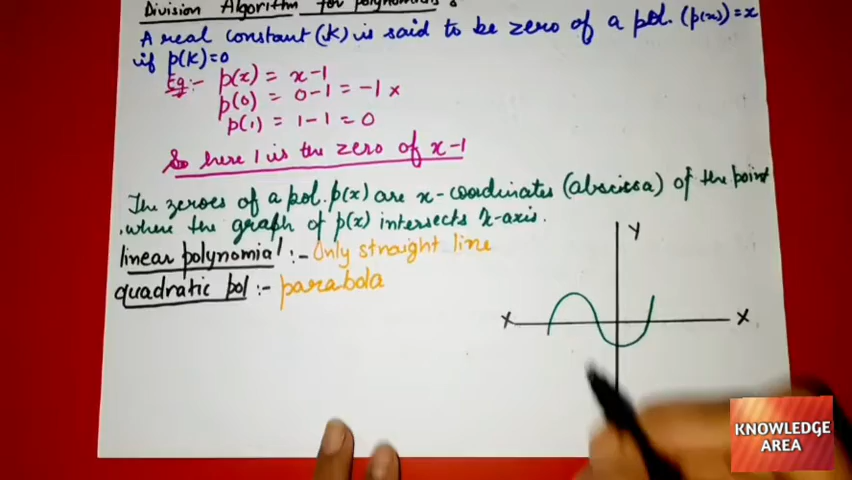 Division Algorithm for polynomials :
A real constant (K) is said to be zero of a pol. (p(x)) = x
if p(K)=0
Eg:- p(x) = x-1
p(0) = 0-1 = -1 x
p(1) = 1-1 = 0
So here 1 is the zero of x-1
The zeroes of a pol. p(x) are x-coordinates (abscissa) of the point
where the graph of p(x) intersects x-axis.
linear polynomial :- Only straight line
quadratic pol :- parabola
Y
X X
KNOWLEDGE
AREA